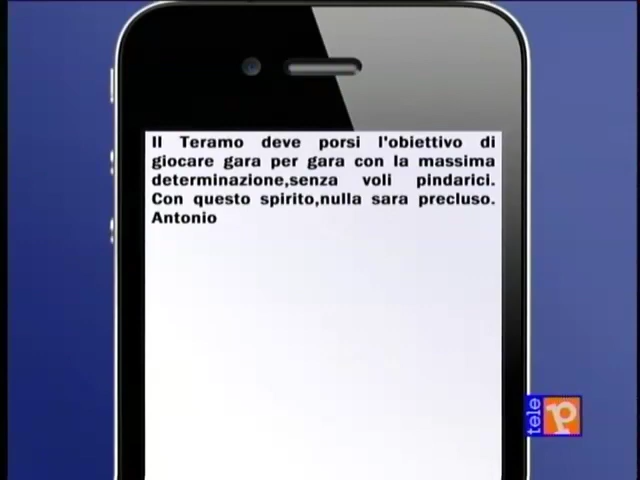 Il Teramo deve porsi l'obiettivo di
giocare gara per gara con la massima
determinazione,senza voli pindarici.
Con questo spirito,nulla sara precluso.
Antonio
tele p